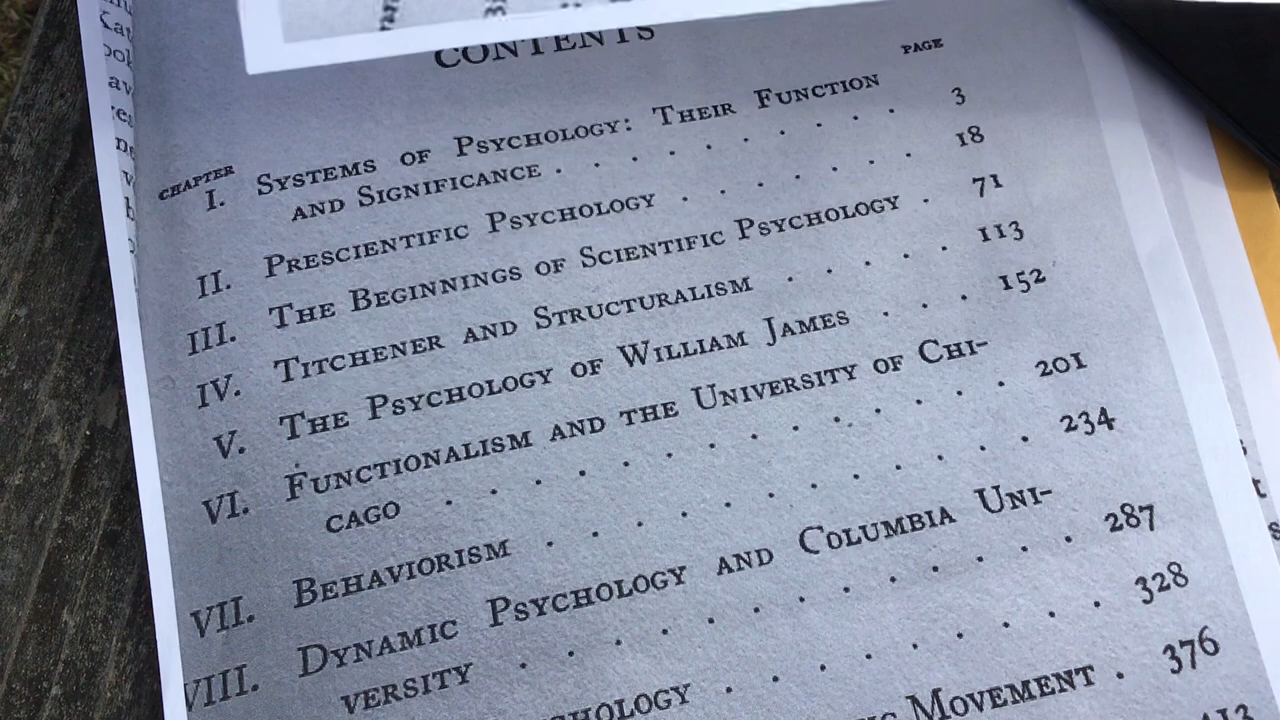 CONTENTS
PAGE
CHAPTER
I. SYSTEMS OF PSYCHOLOGY: THEIR FUNCTION
AND SIGNIFICANCE . . . . . . . . . 3
II. PRESCIENTIFIC PSYCHOLOGY . . . . . . 18
III. THE BEGINNINGS OF SCIENTIFIC PSYCHOLOGY . 71
IV. TITCHENER AND STRUCTURALISM . . . . . 113
V. THE PSYCHOLOGY OF WILLIAM JAMES . . . 152
VI. FUNCTIONALISM AND THE UNIVERSITY OF CHI-
CAGO . . . . . . . . . . . . . 201
VII. BEHAVIORISM . . . . . . . . . . . 234
VIII. DYNAMIC PSYCHOLOGY AND COLUMBIA UNI-
VERSITY . . . . . . . . . . . . . 287
. . . . . . . . 328
MOVEMENT . 376